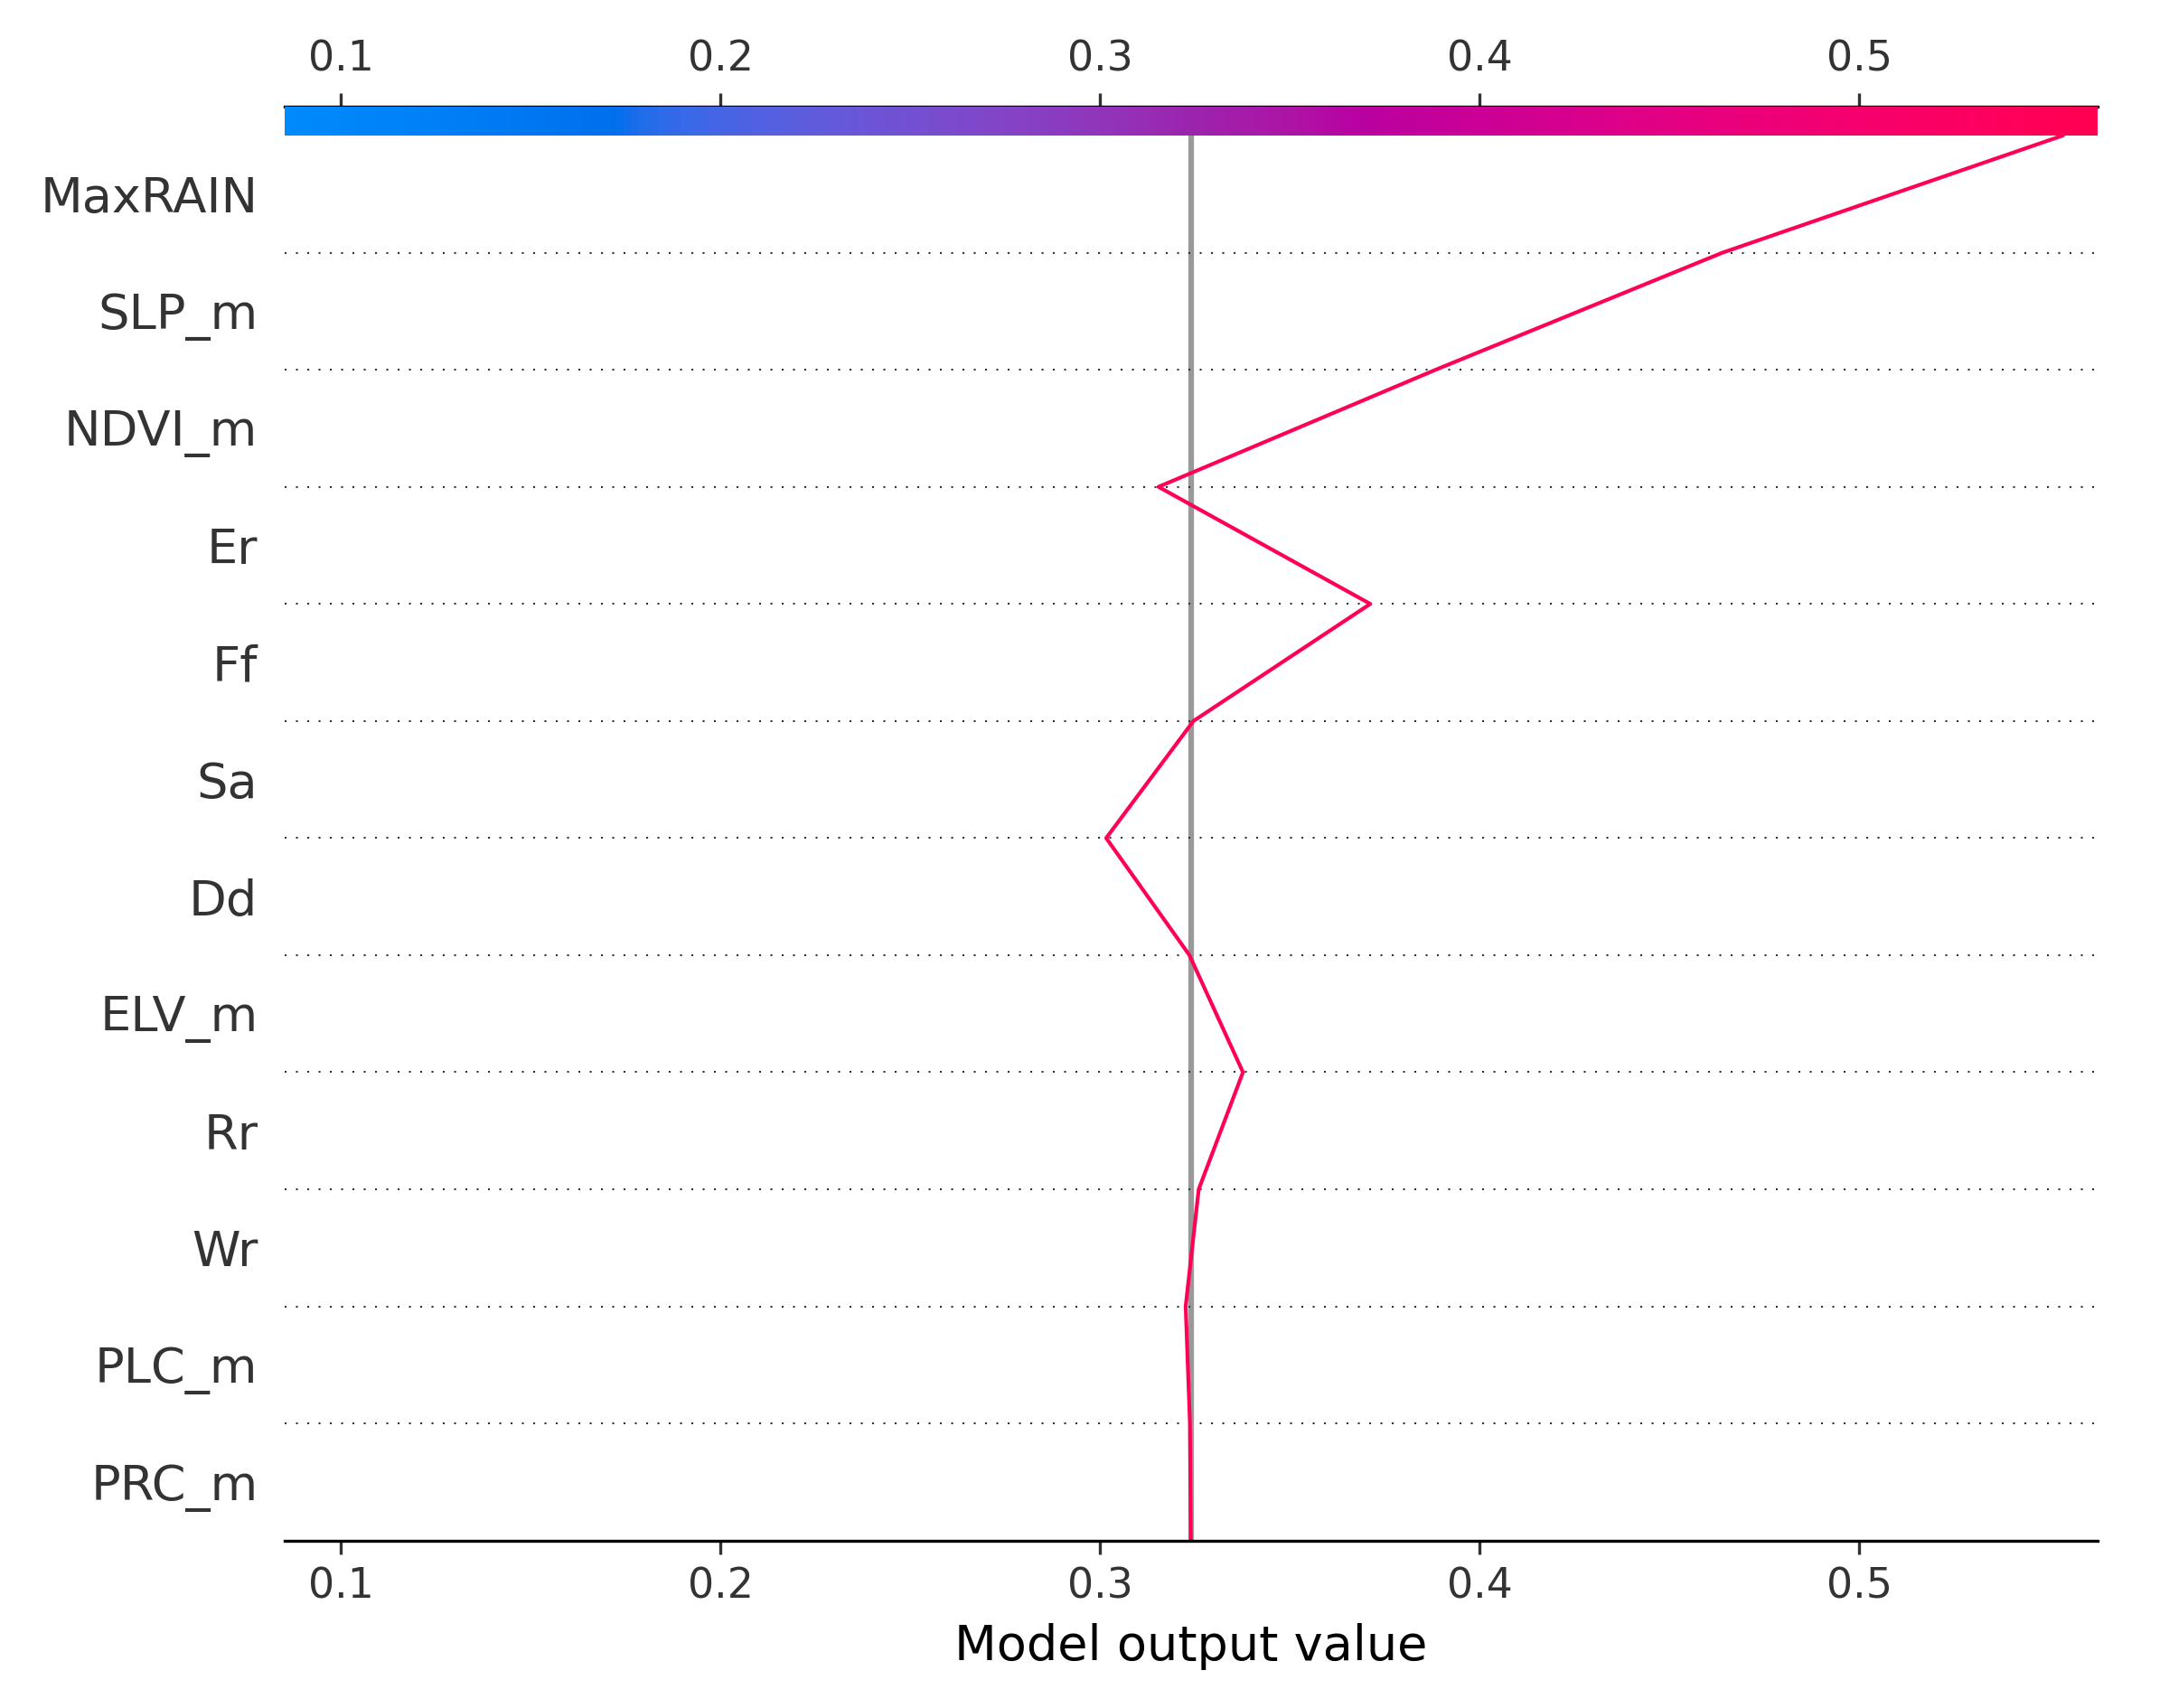 0.1 0.2 0.3 0.4 0.5
MaxRAIN
SLP_m
NDVI_m
Er
Ff
Sa
Dd
ELV_m
Rr
Wr
PLC_m
PRC_m
0.1 0.2 0.3 0.4 0.5
Model output value